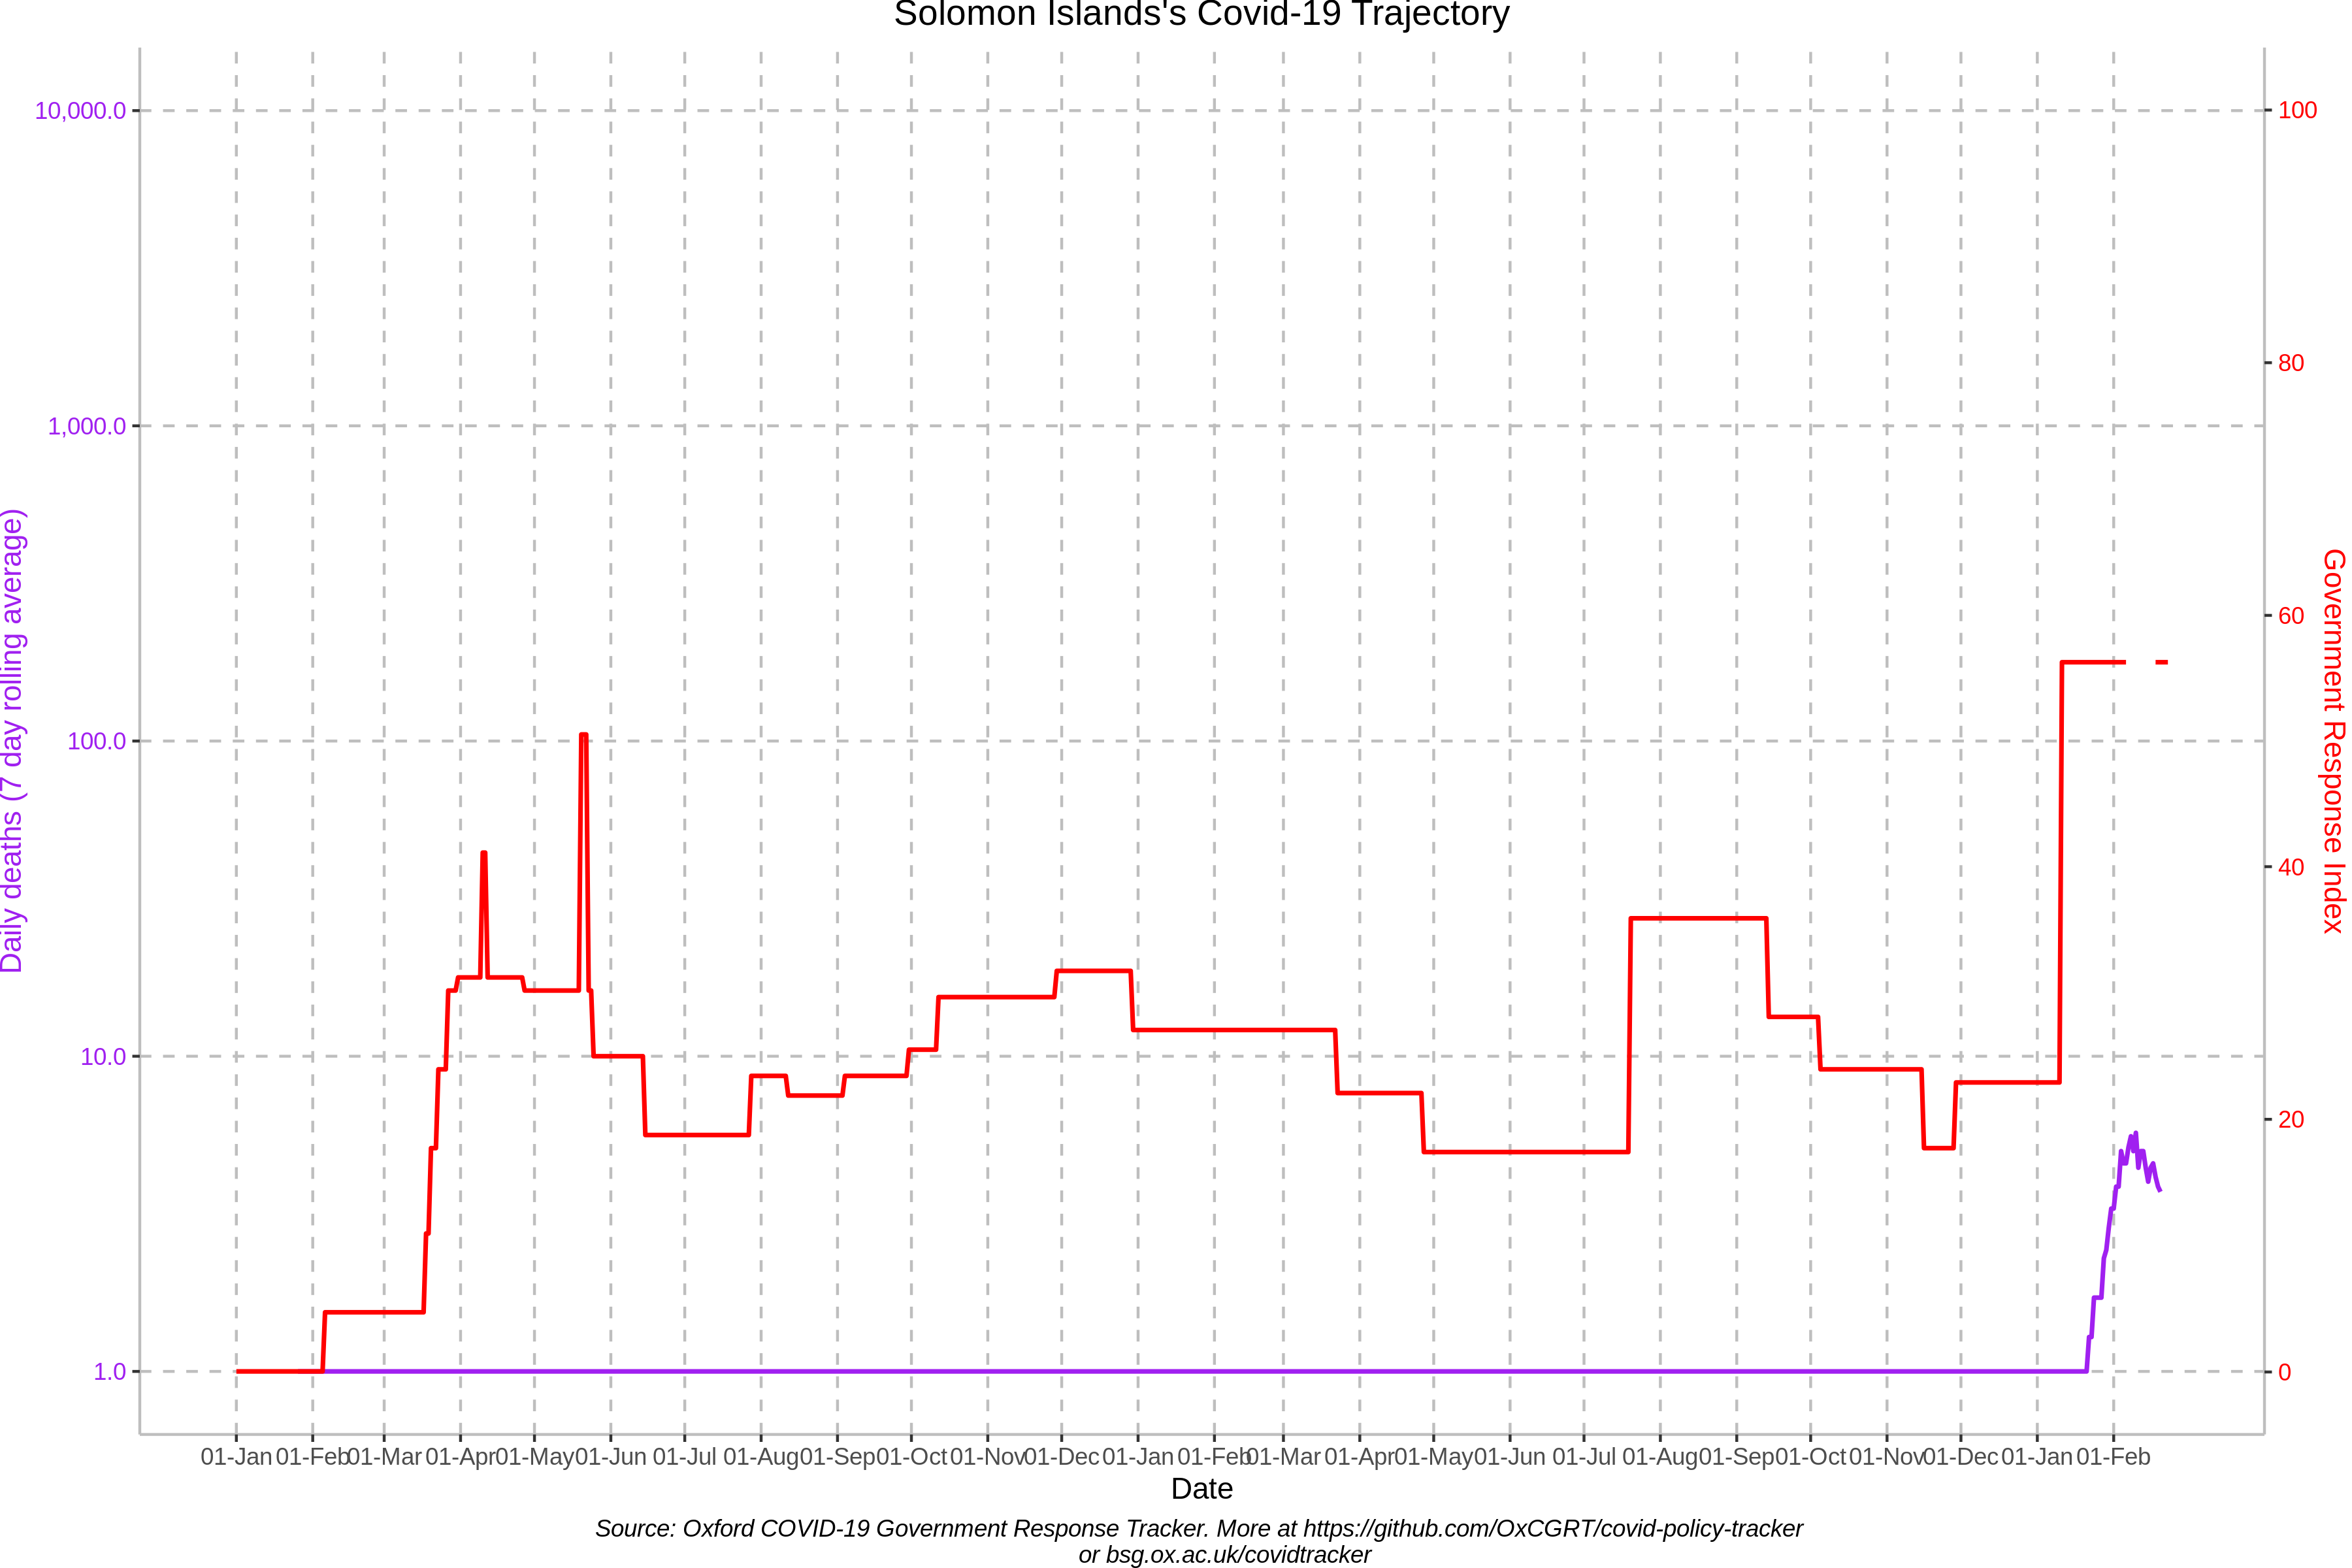 Solomon Islands's Covid-19 Trajectory
10,000.0
1,000.0
100.0
10.0
1.0
Daily deaths (7 day rolling average)
100
80
60
40
20
0
Government Response Index
01-Jan 01-Feb 01-Mar 01-Apr 01-May 01-Jun 01-Jul 01-Aug 01-Sep 01-Oct 01-Nov 01-Dec 01-Jan 01-Feb 01-Mar 01-Apr 01-May 01-Jun 01-Jul 01-Aug 01-Sep 01-Oct 01-Nov 01-Dec 01-Jan 01-Feb
Date
Source: Oxford COVID-19 Government Response Tracker. More at https://github.com/OxCGRT/covid-policy-tracker
or bsg.ox.ac.uk/covidtracker